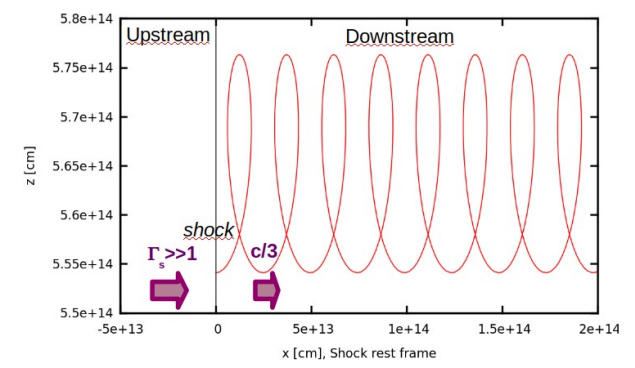 5.8e+14
Upstream
Downstream
5.75e+14
5.7e+14
z [cm]
5.65e+14
5.6e+14
shock
Γs>>1
c/3
5.55e+14
5.5e+14
-5e+13
0
5e+13
1e+14
1.5e+14
2e+14
x [cm], Shock rest frame